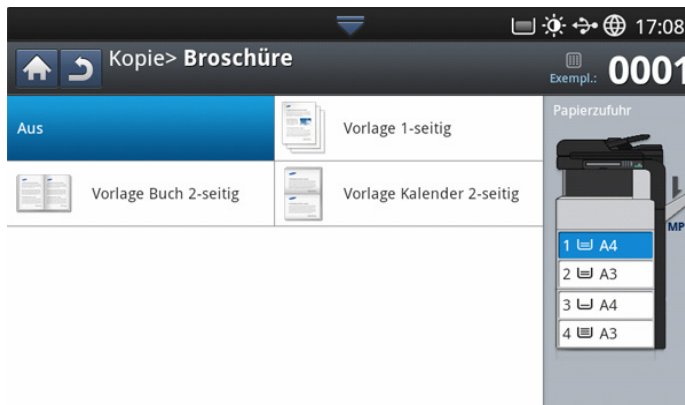 17:08
Kopie> Broschüre
Exempl.: 0001
Aus
Vorlage 1-seitig
Vorlage Buch 2-seitig
Vorlage Kalender 2-seitig
Papierzufuhr
MP
1 A4
2 A3
3 A4
4 A3